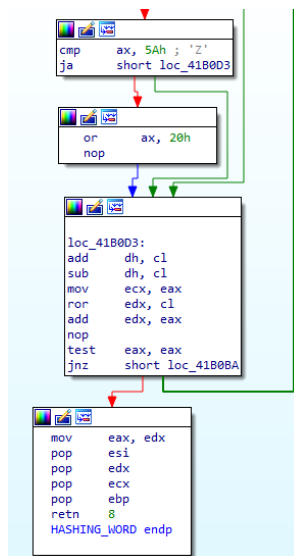 cmp ax, 5Ah ; 'Z'
ja short loc_41B0D3
or ax, 20h
nop
loc_41B0D3:
add dh, cl
sub dh, cl
mov ecx, eax
ror edx, cl
add edx, eax
nop
test eax, eax
jnz short loc_41B0BA
mov eax, edx
pop esi
pop edx
pop ecx
pop ebp
retn 8
HASHING_WORD endp